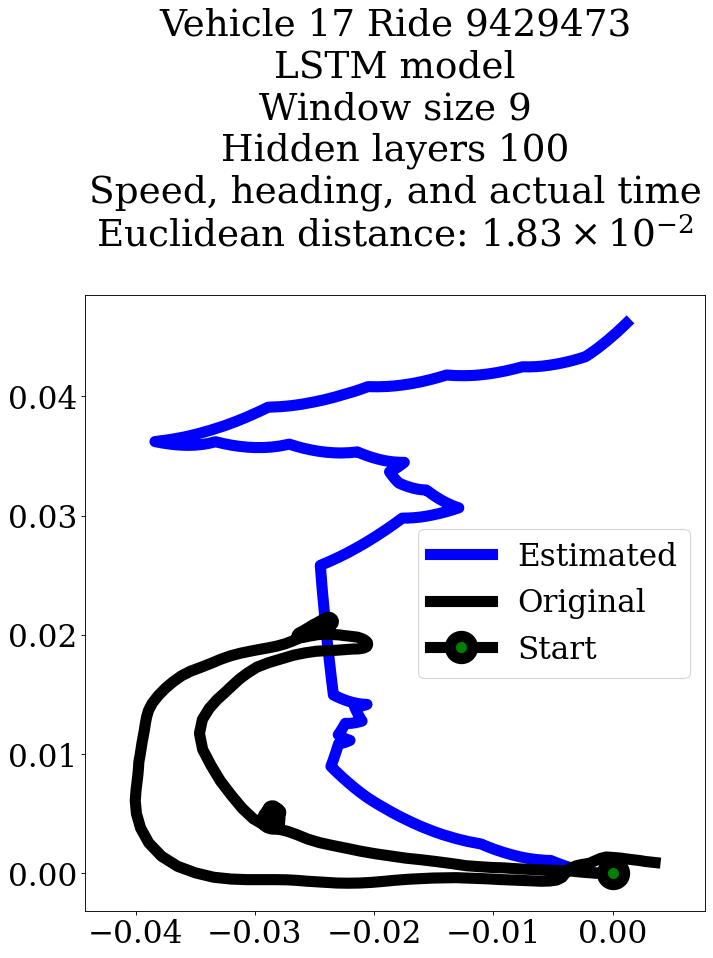 Vehicle 17 Ride 9429473
LSTM model
Window size 9
Hidden layers 100
Speed, heading, and actual time
Euclidean distance: 1.83 × 10⁻²
0.04
0.03
0.02
0.01
0.00
Estimated
Original
Start
−0.04 −0.03 −0.02 −0.01 0.00